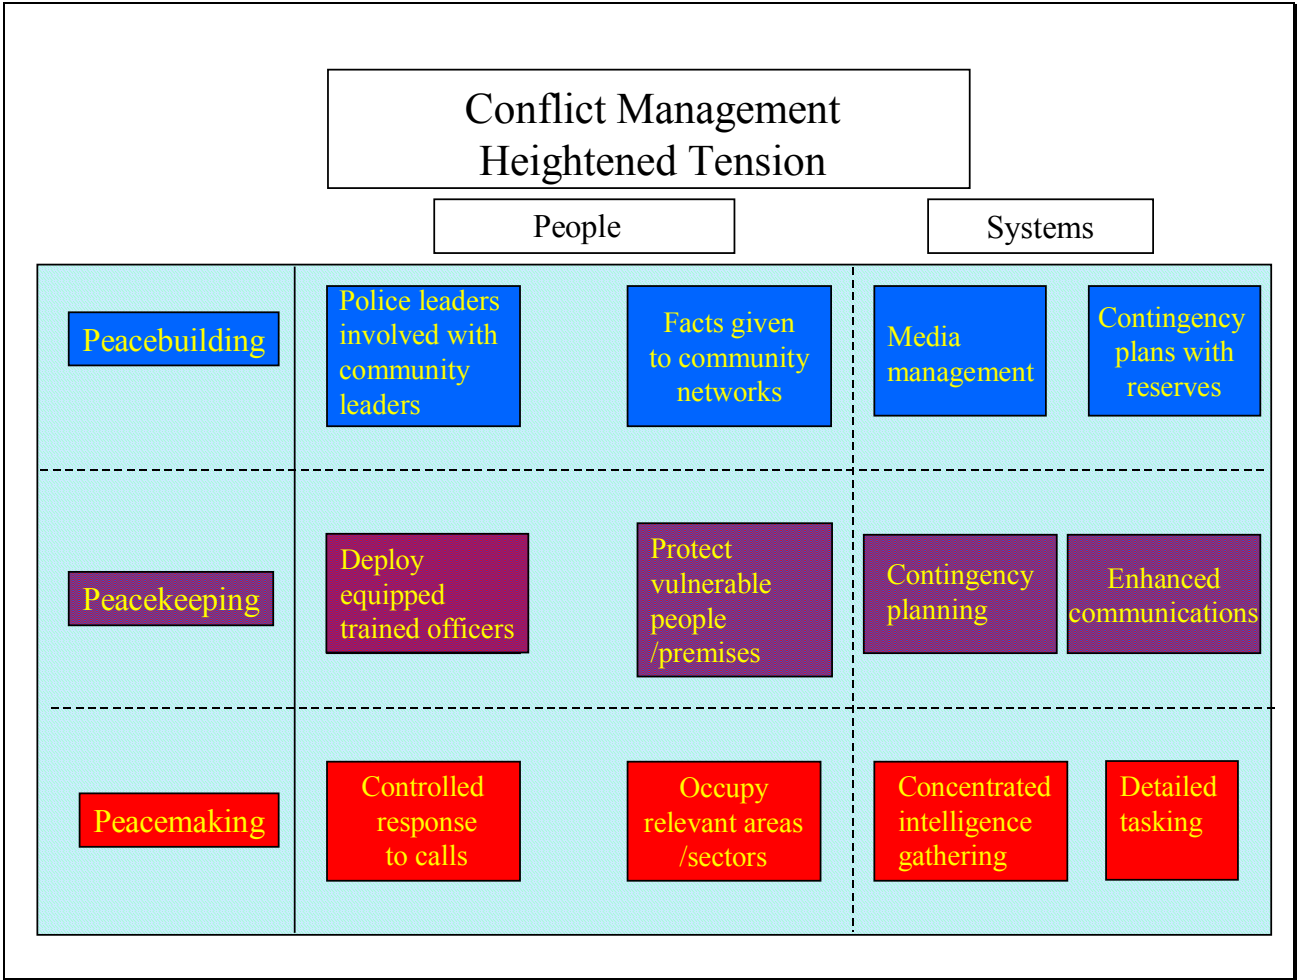 Conflict Management
Heightened Tension
People
Systems
Peacebuilding
Police leaders
involved with
community
leaders
Facts given
to community
networks
Media
management
Contingency
plans with
reserves
Peacekeeping
Deploy
equipped
trained officers
Protect
vulnerable
people
/premises
Contingency
planning
Enhanced
communications
Peacemaking
Controlled
response
to calls
Occupy
relevant areas
/sectors
Concentrated
intelligence
gathering
Detailed
tasking